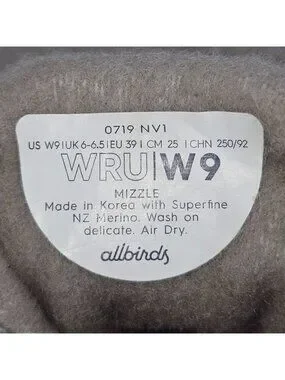 0719 NV1
US W9|UK 6-6.5|EU 39|CM 25|CHN 250/92
WRU|W9
MIZZLE
Made in Korea with Superfine
NZ Merino. Wash on
delicate. Air Dry.
allbirds